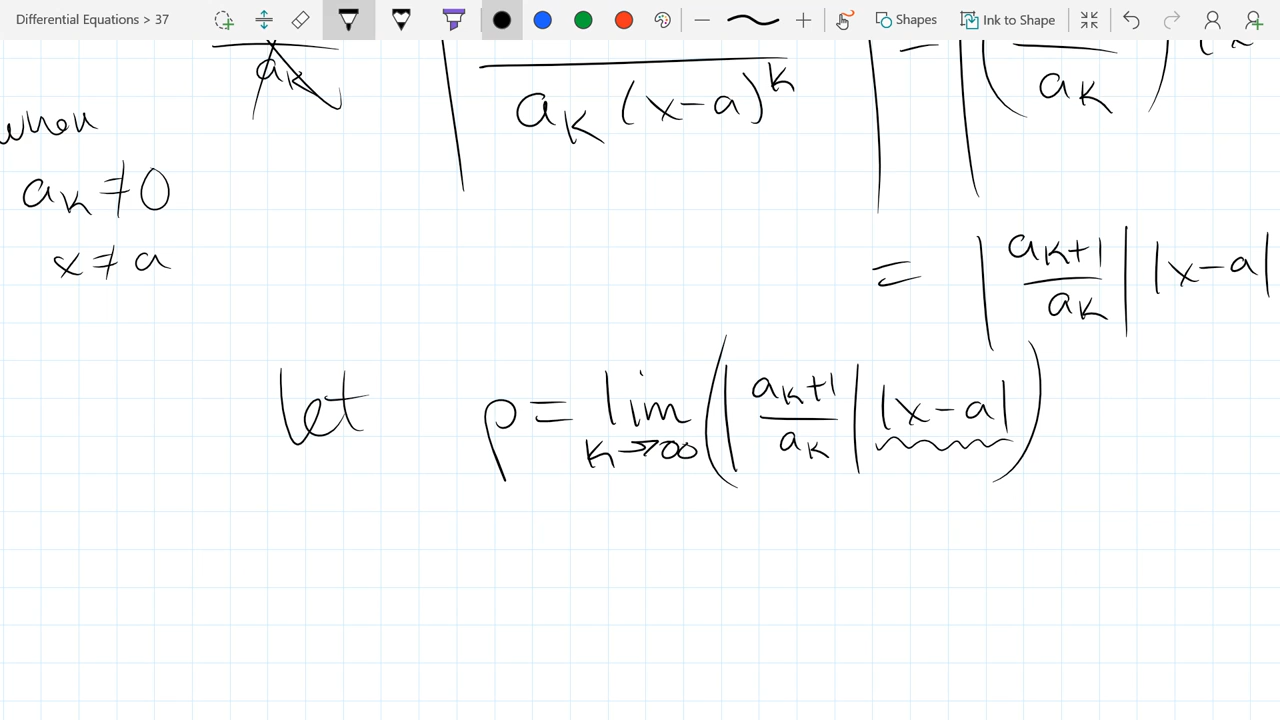 Differential Equations > 37
Shapes
Ink to Shape
a_k
a_k (x-a)^k
| = |( / a_k )
when
a_k ≠ 0
x ≠ a
= |a_{k+1}/a_k| |x-a|
let ρ = lim_{k→∞} (|a_{k+1}/a_k| |x-a|)